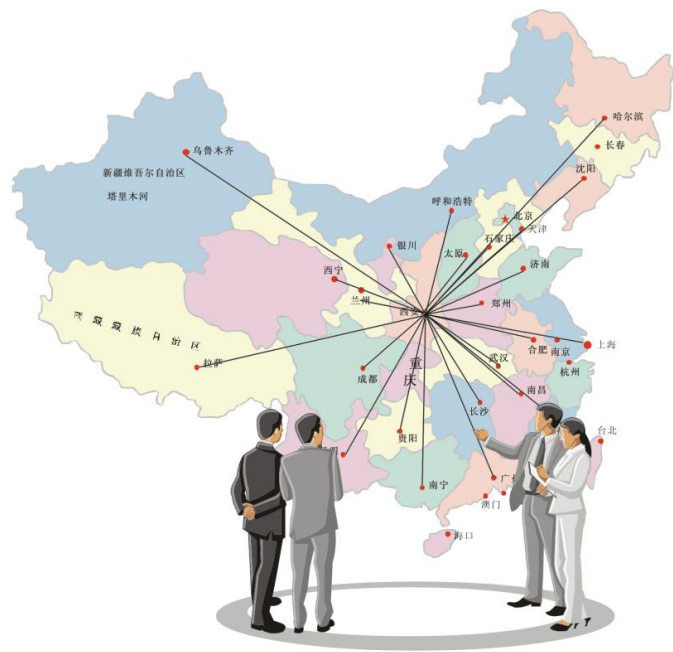 哈尔滨
长春
乌鲁木齐
沈阳
新疆维吾尔自治区
塔里木河
呼和浩特
北京
天津
银川
石家庄
太原
济南
西宁
兰州
郑州
西安
上海
合肥
南京
武汉
杭州
西藏藏族自治区
拉萨
重庆
成都
南昌
长沙
贵阳
台北
南宁
澳门
海口